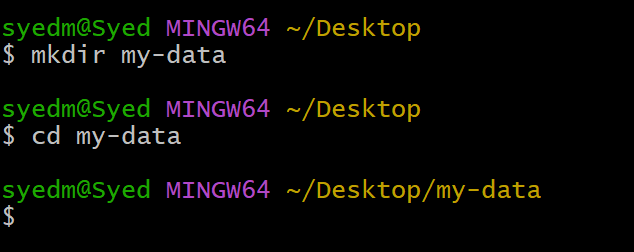 syedm@Syed MINGW64 ~/Desktop
$ mkdir my-data
syedm@Syed MINGW64 ~/Desktop
$ cd my-data
syedm@Syed MINGW64 ~/Desktop/my-data
$